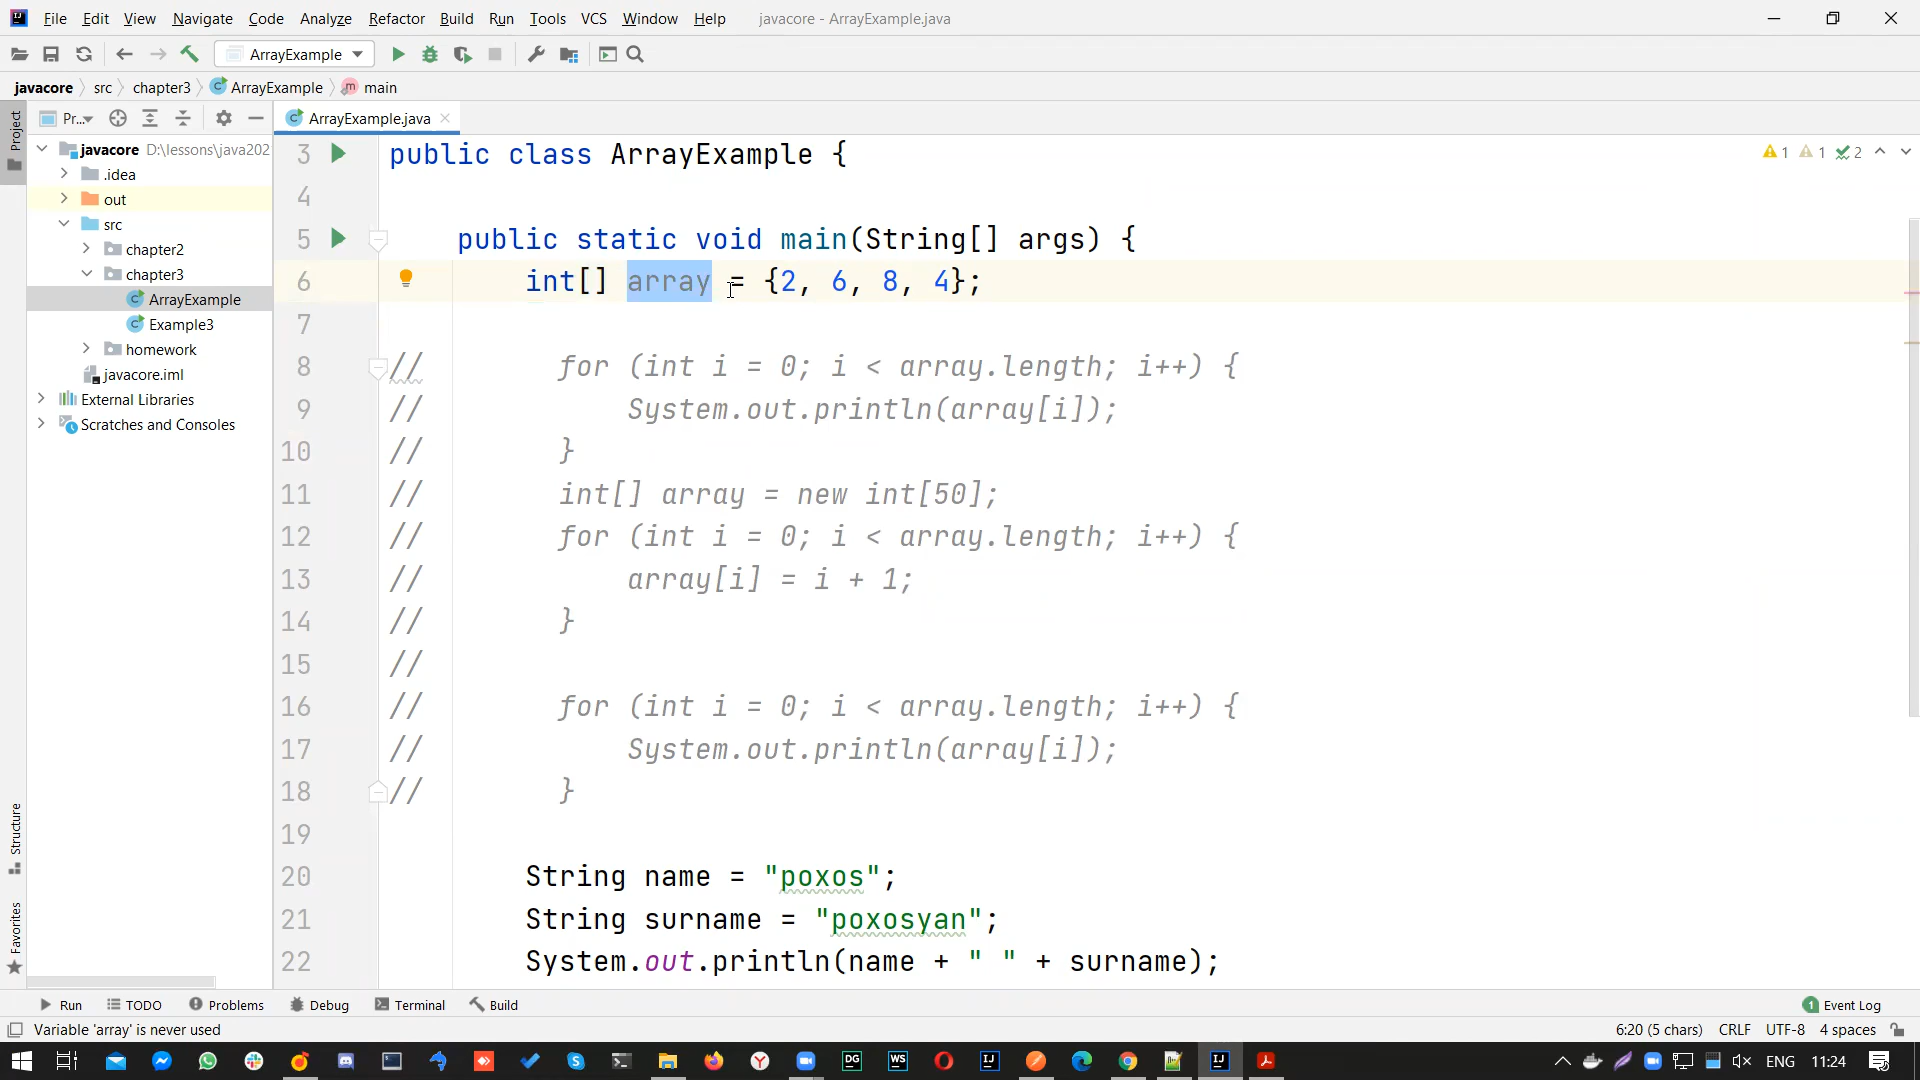 File Edit View Navigate Code Analyze Refactor Build Run Tools VCS Window Help javacore - ArrayExample.java
ArrayExample
javacore src chapter3 ArrayExample main
Project
Pr...
ArrayExample.java
javacore D:\lessons\java202
.idea
out
src
chapter2
chapter3
ArrayExample
Example3
homework
javacore.iml
External Libraries
Scratches and Consoles
Structure
Favorites
1 1 2
3 public class ArrayExample {
4
5 public static void main(String[] args) {
6 int[] array = {2, 6, 8, 4};
7
8 // for (int i = 0; i < array.length; i++) {
9 // System.out.println(array[i]);
10 // }
11 // int[] array = new int[50];
12 // for (int i = 0; i < array.length; i++) {
13 // array[i] = i + 1;
14 // }
15 //
16 // for (int i = 0; i < array.length; i++) {
17 // System.out.println(array[i]);
18 // }
19
20 String name = "poxos";
21 String surname = "poxosyan";
22 System.out.println(name + " " + surname);
Run TODO Problems Debug Terminal Build 1 Event Log
Variable 'array' is never used 6:20 (5 chars) CRLF UTF-8 4 spaces
DG WS IJ IJ ENG 11:24